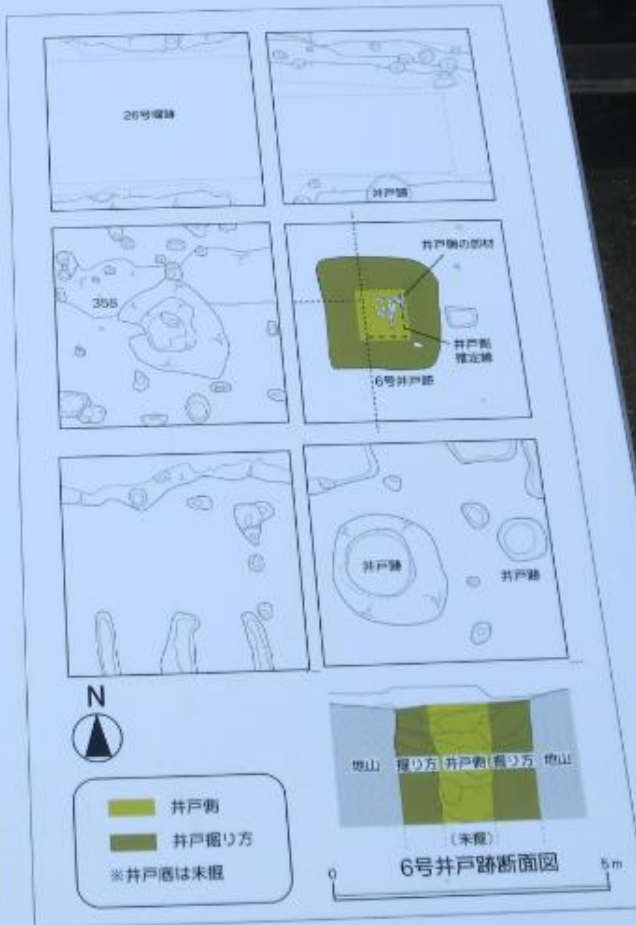 26号堀跡
井戸跡
358
井戸側の部材
井戸側
推定線
6号井戸跡
井戸跡
井戸跡
N
井戸側
井戸掘り方
※井戸底は未掘
地山
掘り方
井戸側
掘り方
地山
(未掘)
6号井戸跡断面図
0
5m